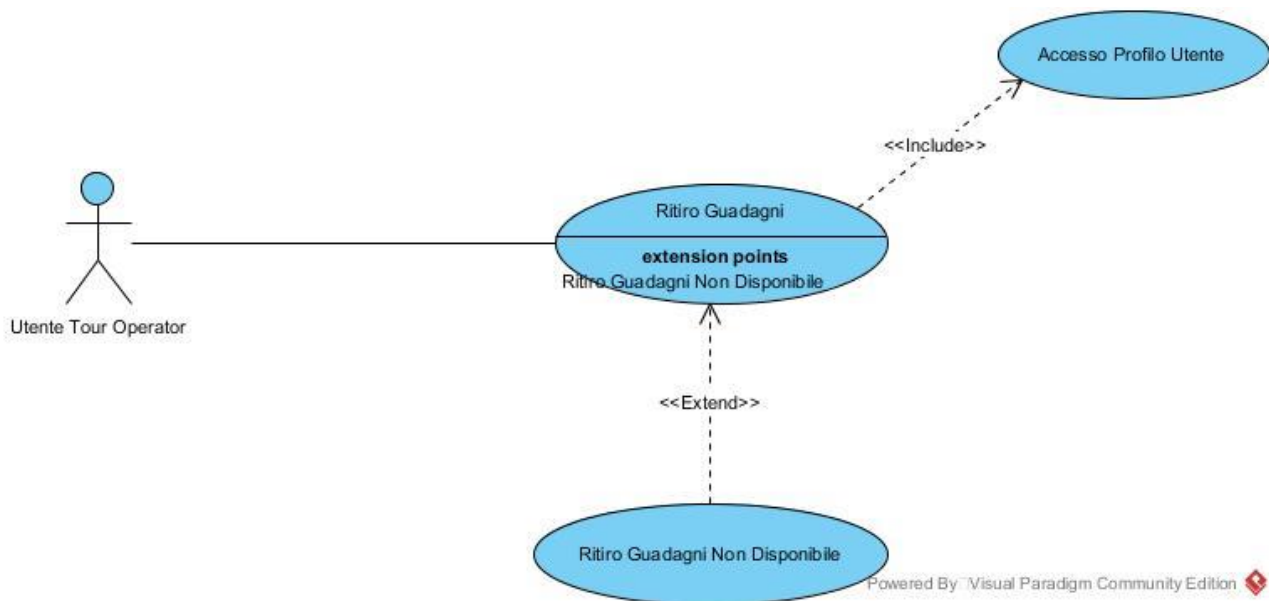 Accesso Profilo Utente
<<Include>>
Ritiro Guadagni
extension points
Ritiro Guadagni Non Disponibile
Utente Tour Operator
<<Extend>>
Ritiro Guadagni Non Disponibile
Powered By Visual Paradigm Community Edition